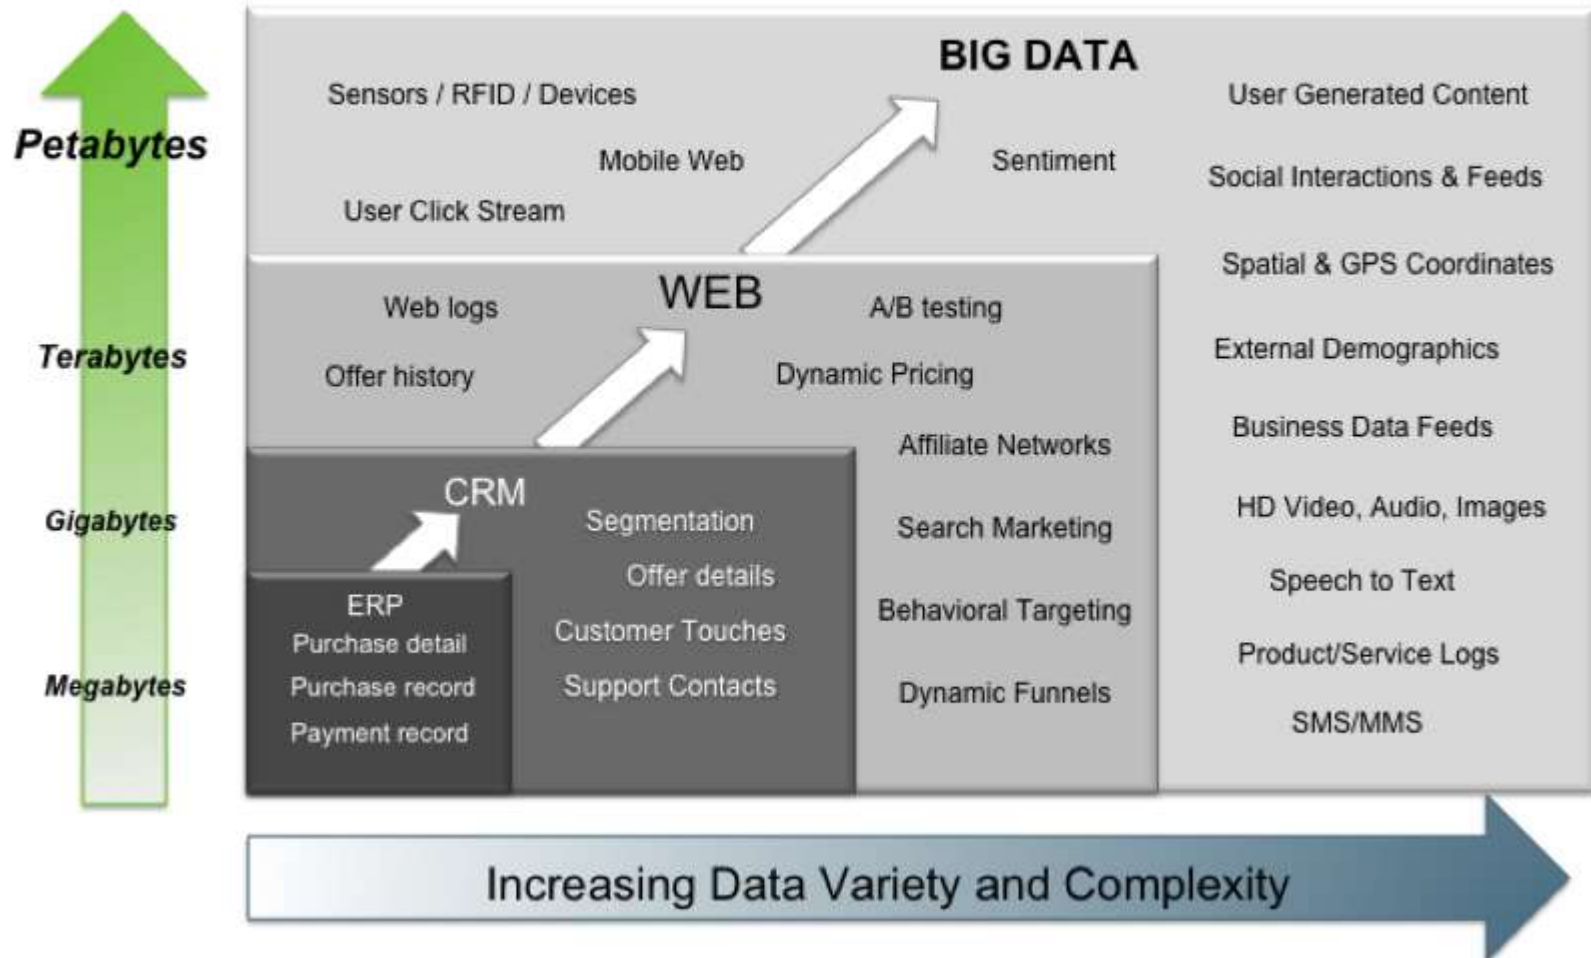 Petabytes
Terabytes
Gigabytes
Megabytes
BIG DATA
Sensors / RFID / Devices
Mobile Web
User Click Stream
Sentiment
User Generated Content
Social Interactions & Feeds
Spatial & GPS Coordinates
External Demographics
Business Data Feeds
HD Video, Audio, Images
Speech to Text
Product/Service Logs
SMS/MMS
WEB
Web logs
Offer history
A/B testing
Dynamic Pricing
Affiliate Networks
Search Marketing
Behavioral Targeting
Dynamic Funnels
CRM
Segmentation
Offer details
Customer Touches
Support Contacts
ERP
Purchase detail
Purchase record
Payment record
Increasing Data Variety and Complexity